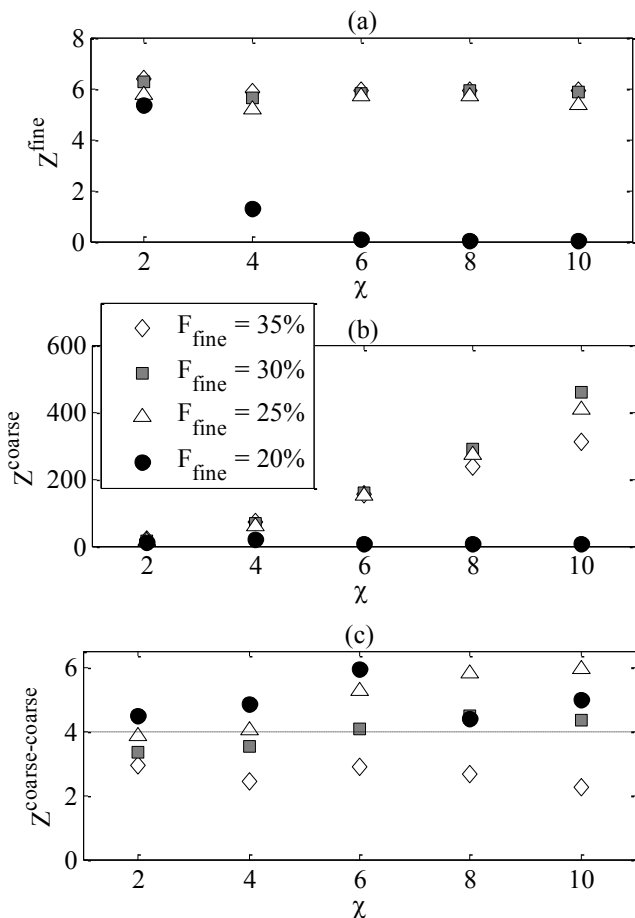 (a)
8
6
4
2
0
Z^fine
2 4 6 8 10
χ
(b)
600
400
200
0
Z^coarse
F_fine = 35%
F_fine = 30%
F_fine = 25%
F_fine = 20%
2 4 6 8 10
χ
(c)
6
4
2
0
Z^coarse-coarse
2 4 6 8 10
χ